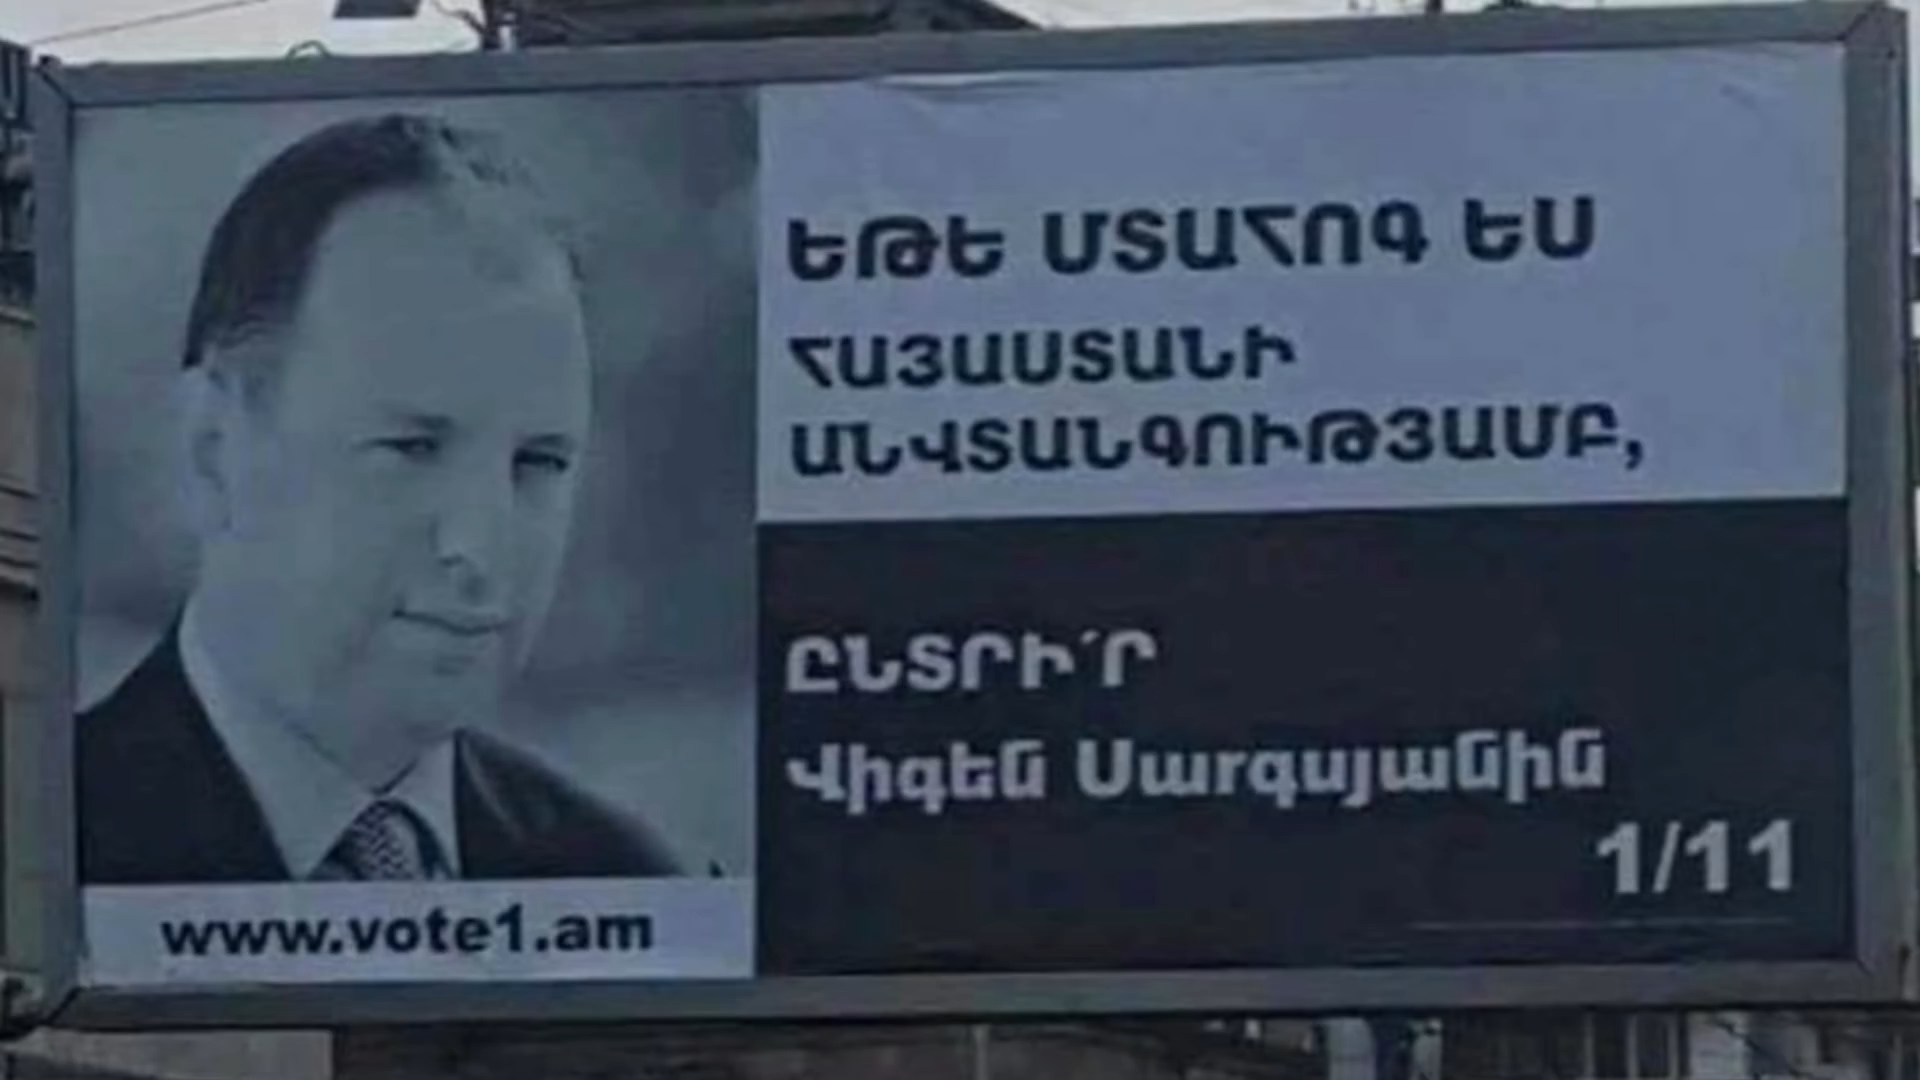 ԵԹԵ ՄՏԱՀՈԳ ԵՍ
ՀԱՅԱՍՏԱՆԻ
ԱՆՎՏԱՆԳՈՒԹՅԱՄԲ,
ԸՆՏՐԻ՛Ր
Վիգեն Սարգսյանին
1/11
www.vote1.am